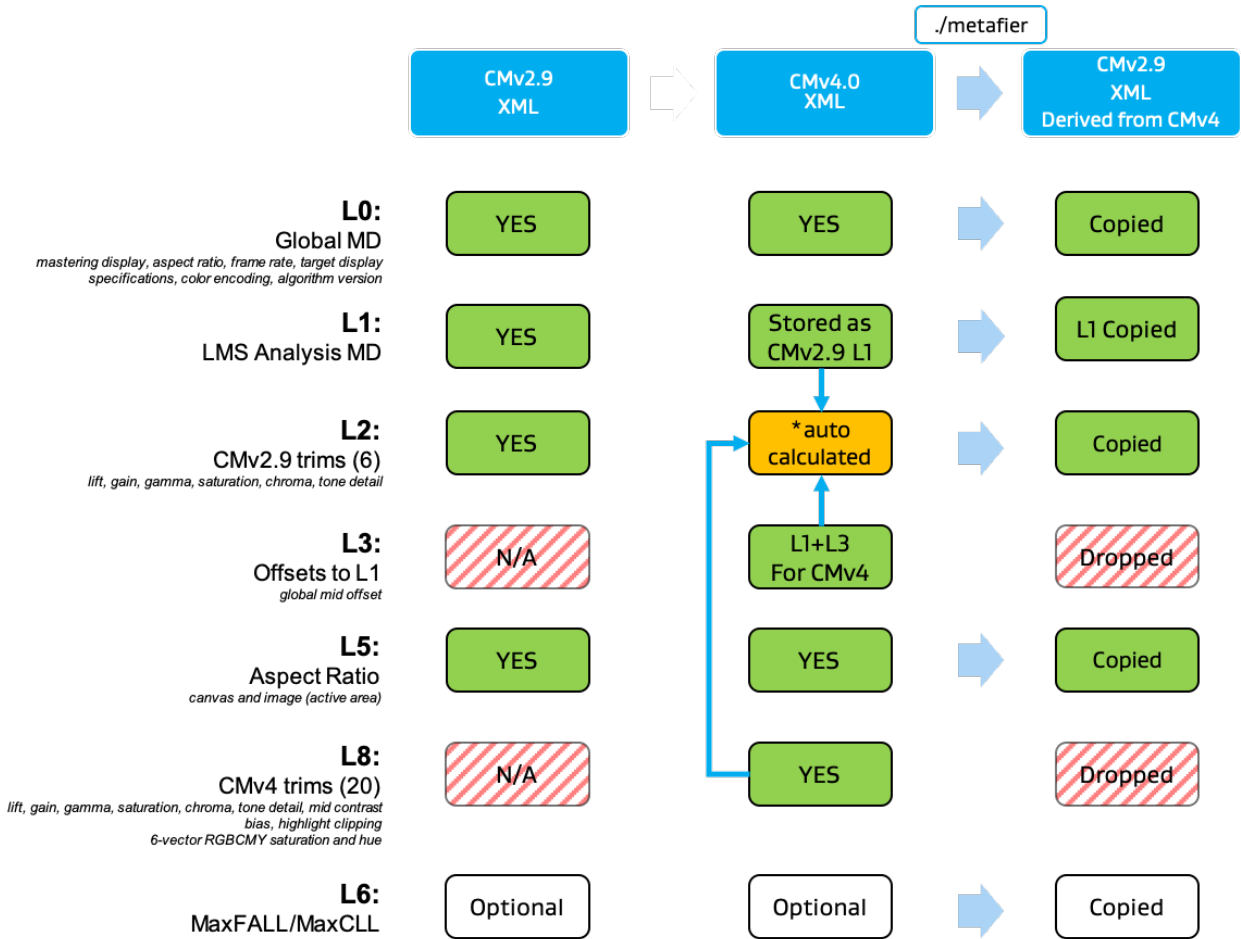 ./metafier
CMv2.9
XML
CMv4.0
XML
CMv2.9
XML
Derived from CMv4
L0:
Global MD
mastering display, aspect ratio, frame rate, target display
specifications, color encoding, algorithm version
YES
YES
Copied
L1:
LMS Analysis MD
YES
Stored as
CMv2.9 L1
L1 Copied
L2:
CMv2.9 trims (6)
lift, gain, gamma, saturation, chroma, tone detail
YES
*auto
calculated
Copied
L3:
Offsets to L1
global mid offset
N/A
L1+L3
For CMv4
Dropped
L5:
Aspect Ratio
canvas and image (active area)
YES
YES
Copied
L8:
CMv4 trims (20)
lift, gain, gamma, saturation, chroma, tone detail, mid contrast
bias, highlight clipping
6-vector RGBCMY saturation and hue
N/A
YES
Dropped
L6:
MaxFALL/MaxCLL
Optional
Optional
Copied